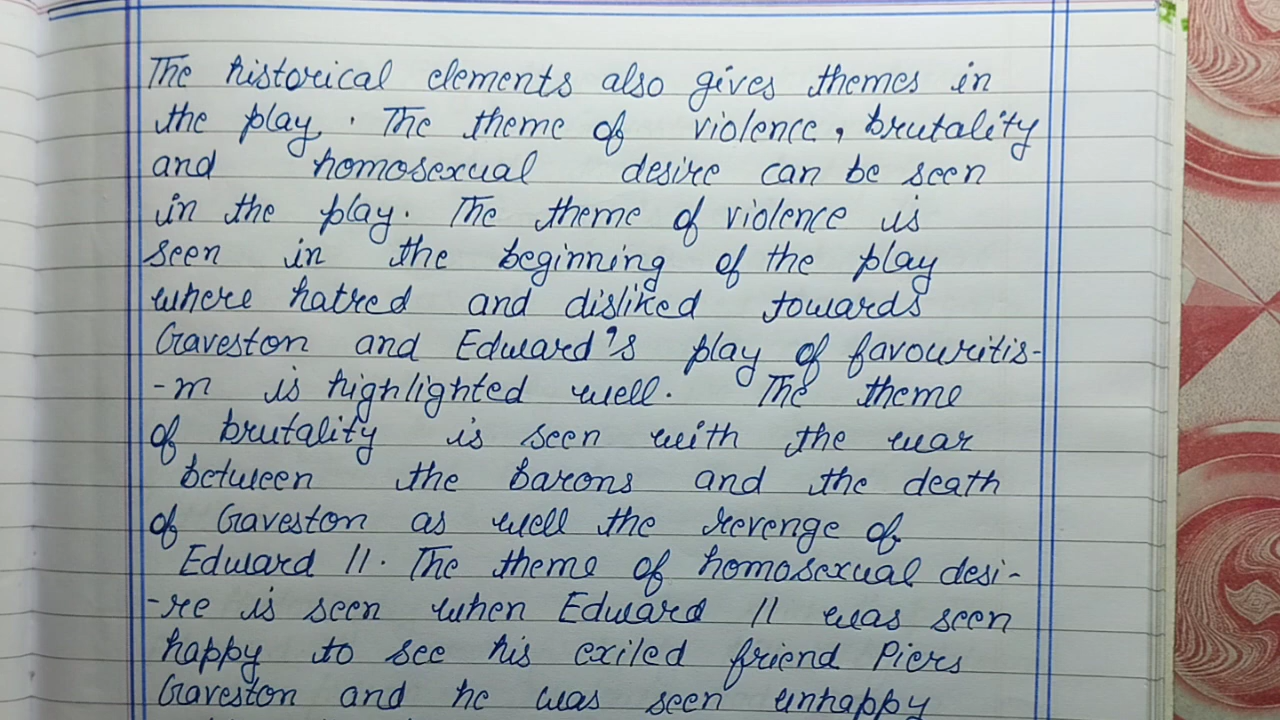 The historical elements also gives themes in
the play. The theme of violence, brutality
and homosexual desire can be seen
in the play. The theme of violence is
seen in the beginning of the play
where hatred and disliked towards
Gaveston and Edward's play of favouritis-
-m is highlighted well. The theme
of brutality is seen with the war
between the barons and the death
of Gaveston as well the revenge of
Edward II. The theme of homosexual desi-
-re is seen when Edward II was seen
happy to see his exiled friend Piers
Gaveston and he was seen unhappy